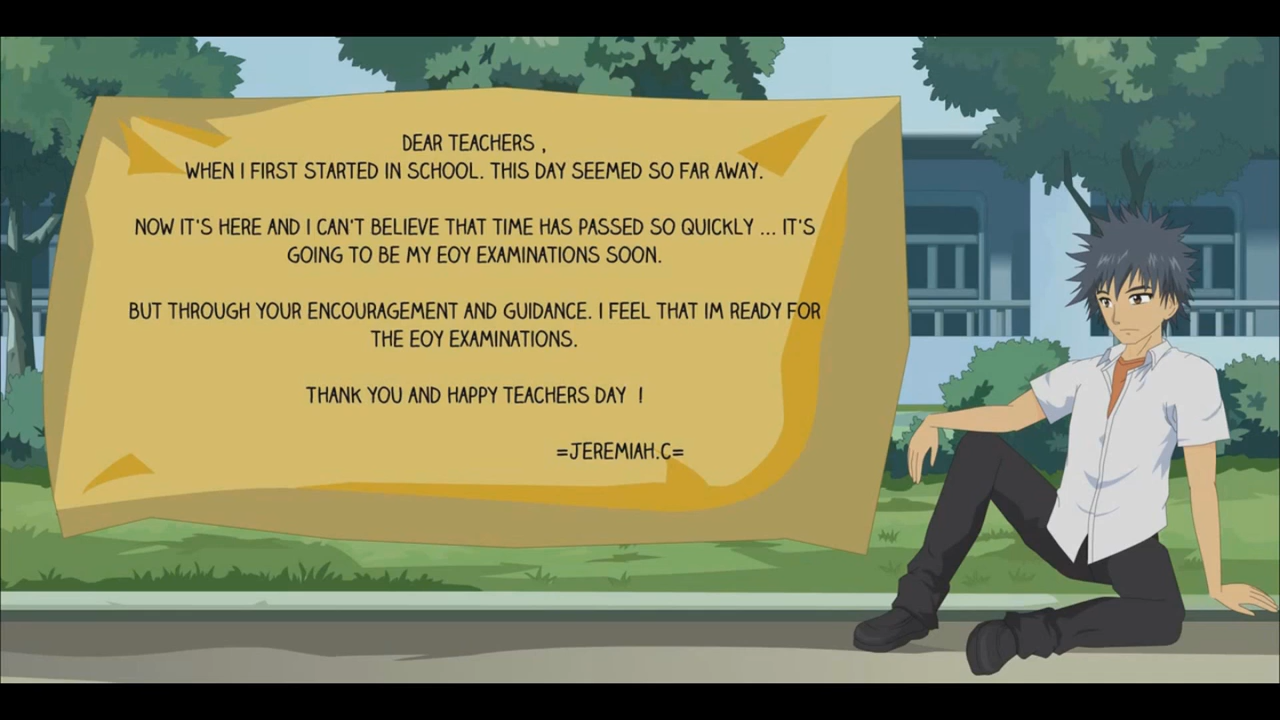 DEAR TEACHERS ,
WHEN I FIRST STARTED IN SCHOOL. THIS DAY SEEMED SO FAR AWAY.
NOW IT'S HERE AND I CAN'T BELIEVE THAT TIME HAS PASSED SO QUICKLY ... IT'S
GOING TO BE MY EOY EXAMINATIONS SOON.
BUT THROUGH YOUR ENCOURAGEMENT AND GUIDANCE. I FEEL THAT IM READY FOR
THE EOY EXAMINATIONS.
THANK YOU AND HAPPY TEACHERS DAY !
=JEREMIAH.C=